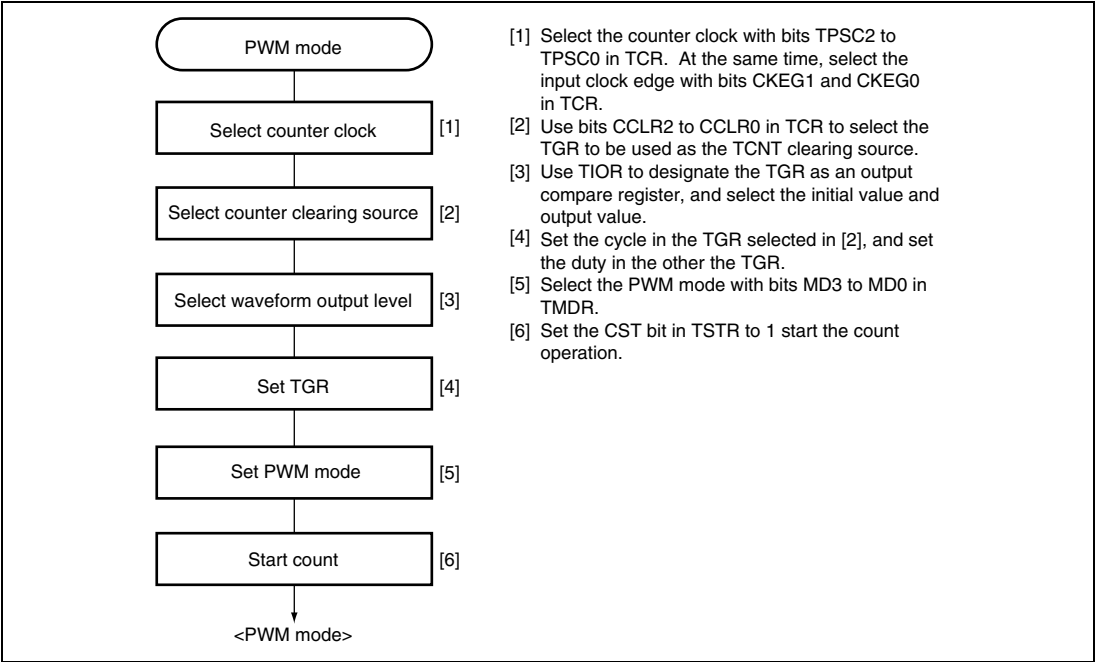 PWM mode
Select counter clock
[1]
Select counter clearing source
[2]
Select waveform output level
[3]
Set TGR
[4]
Set PWM mode
[5]
Start count
[6]
<PWM mode>
[1] Select the counter clock with bits TPSC2 to
TPSC0 in TCR. At the same time, select the
input clock edge with bits CKEG1 and CKEG0
in TCR.
[2] Use bits CCLR2 to CCLR0 in TCR to select the
TGR to be used as the TCNT clearing source.
[3] Use TIOR to designate the TGR as an output
compare register, and select the initial value and
output value.
[4] Set the cycle in the TGR selected in [2], and set
the duty in the other the TGR.
[5] Select the PWM mode with bits MD3 to MD0 in
TMDR.
[6] Set the CST bit in TSTR to 1 start the count
operation.